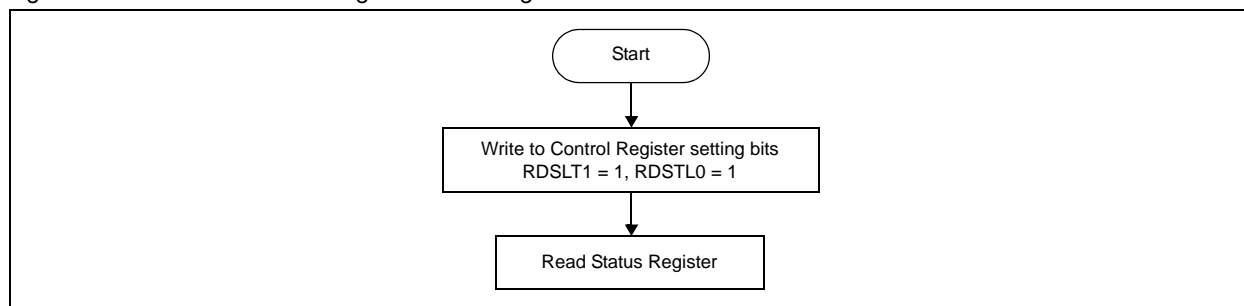 Start
Write to Control Register setting bits
RDSLT1 = 1, RDSTL0 = 1
Read Status Register